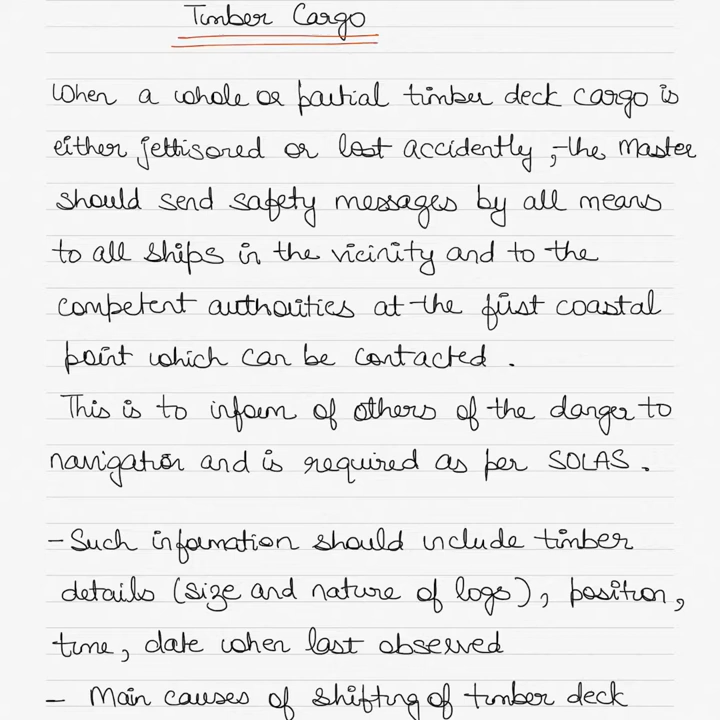 Timber Cargo
When a whole or partial timber deck cargo is
either jettisored or lost accidently, the Master
should send safety messages by all means
to all ships in the vicinity and to the
competent authorities at the first coastal
point which can be contacted .
This is to inform of others of the danger to
navigation and is required as per SOLAS .
- Such information should include timber
details (size and nature of logs), position,
time, date when last observed
- Main causes of shifting of timber deck